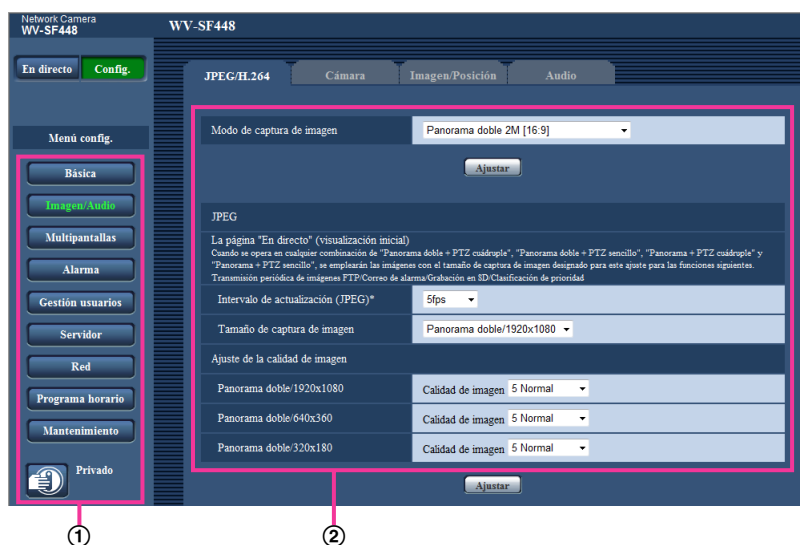 Network Camera
WV-SF448
WV-SF448
En directo
Config.
Menú config.
Básica
Imagen/Audio
Multipantallas
Alarma
Gestión usuarios
Servidor
Red
Programa horario
Mantenimiento
Privado
JPEG/H.264
Cámara
Imagen/Posición
Audio
Modo de captura de imagen
Panorama doble 2M [16:9]
Ajustar
JPEG
La página "En directo" (visualización inicial)
Cuando se opera en cualquier combinación de "Panorama doble + PTZ cuádruple", "Panorama doble + PTZ sencillo", "Panorama + PTZ cuádruple" y
"Panorama + PTZ sencillo", se emplearán las imágenes con el tamaño de captura de imagen designado para este ajuste para las funciones siguientes.
Transmisión periódica de imágenes FTP/Correo de alarma/Grabación en SD/Clasificación de prioridad
Intervalo de actualización (JPEG)*
5fps
Tamaño de captura de imagen
Panorama doble/1920x1080
Ajuste de la calidad de imagen
Panorama doble/1920x1080
Calidad de imagen 5 Normal
Panorama doble/640x360
Calidad de imagen 5 Normal
Panorama doble/320x180
Calidad de imagen 5 Normal
Ajustar
①
②